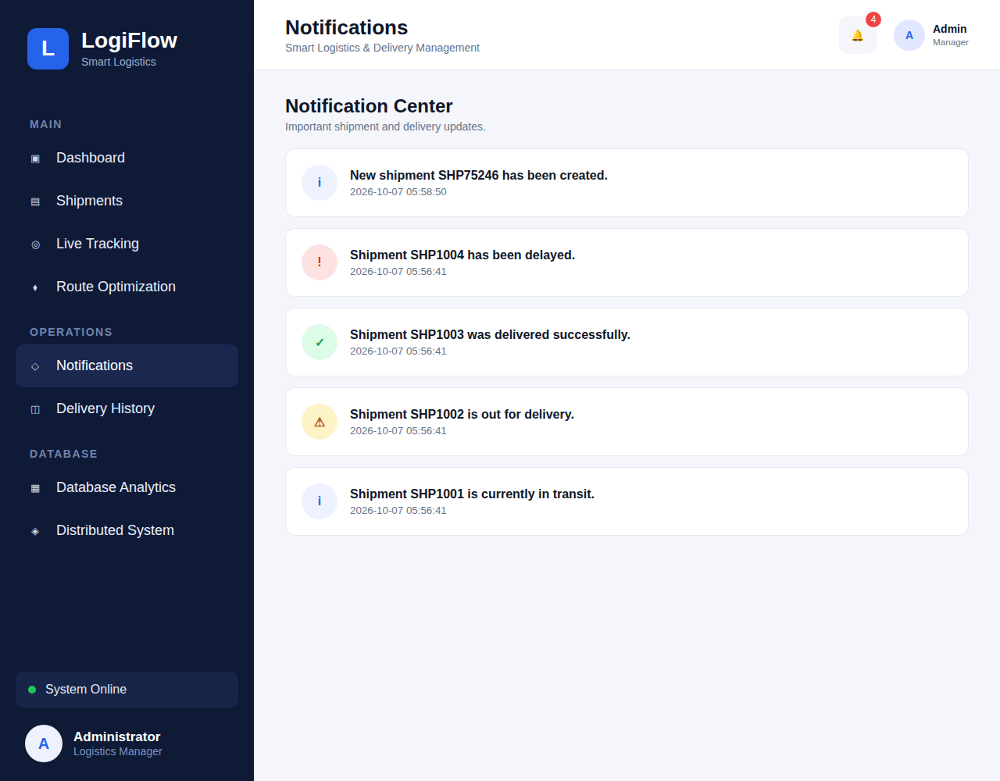 L
LogiFlow
Smart Logistics
MAIN
▣ Dashboard
▤ Shipments
◎ Live Tracking
♦ Route Optimization
OPERATIONS
◇ Notifications
◫ Delivery History
DATABASE
▦ Database Analytics
◈ Distributed System
System Online
A
Administrator
Logistics Manager
Notifications
Smart Logistics & Delivery Management
🔔 4
A
Admin
Manager
Notification Center
Important shipment and delivery updates.
i
New shipment SHP75246 has been created.
2026-10-07 05:58:50
!
Shipment SHP1004 has been delayed.
2026-10-07 05:56:41
✓
Shipment SHP1003 was delivered successfully.
2026-10-07 05:56:41
⚠
Shipment SHP1002 is out for delivery.
2026-10-07 05:56:41
i
Shipment SHP1001 is currently in transit.
2026-10-07 05:56:41